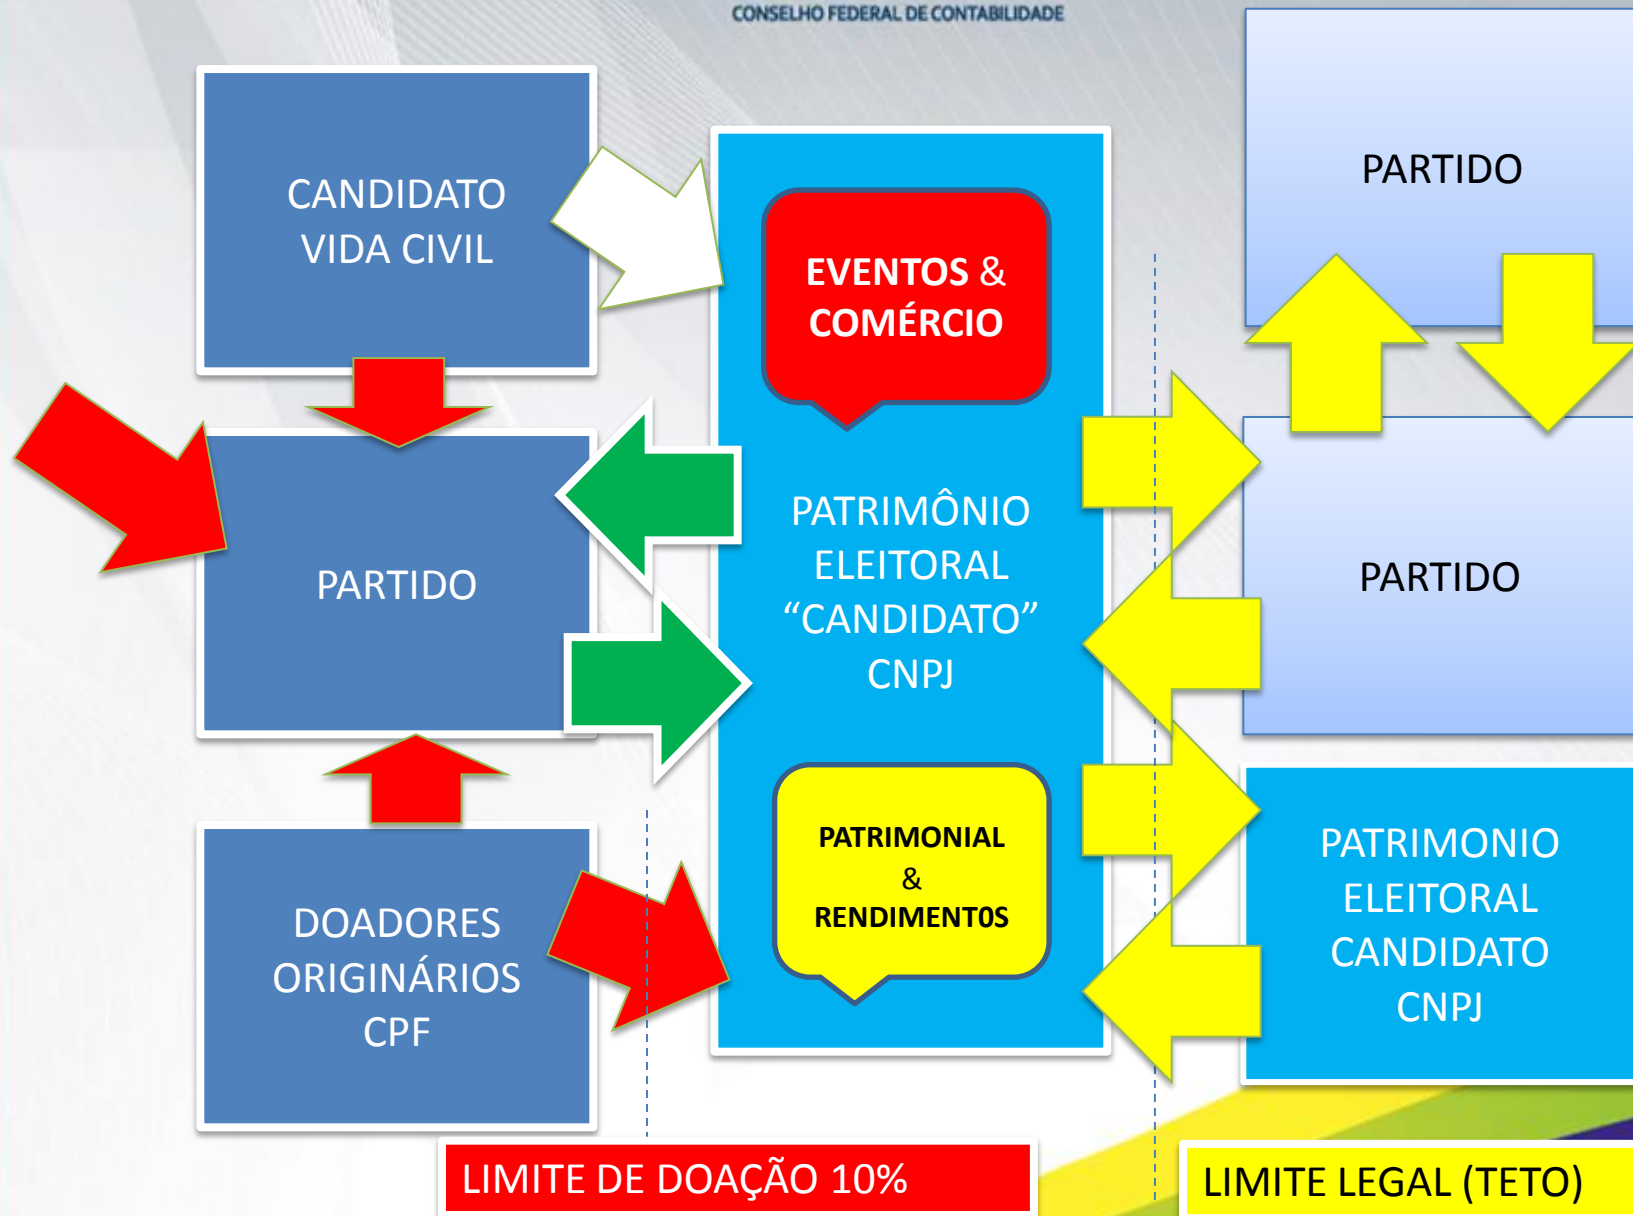 CONSELHO FEDERAL DE CONTABILIDADE
CANDIDATO
VIDA CIVIL
PARTIDO
DOADORES
ORIGINÁRIOS
CPF
EVENTOS &
COMÉRCIO
PATRIMÔNIO
ELEITORAL
“CANDIDATO”
CNPJ
PATRIMONIAL
&
RENDIMENT0S
PARTIDO
PARTIDO
PATRIMONIO
ELEITORAL
CANDIDATO
CNPJ
LIMITE DE DOAÇÃO 10%
LIMITE LEGAL (TETO)